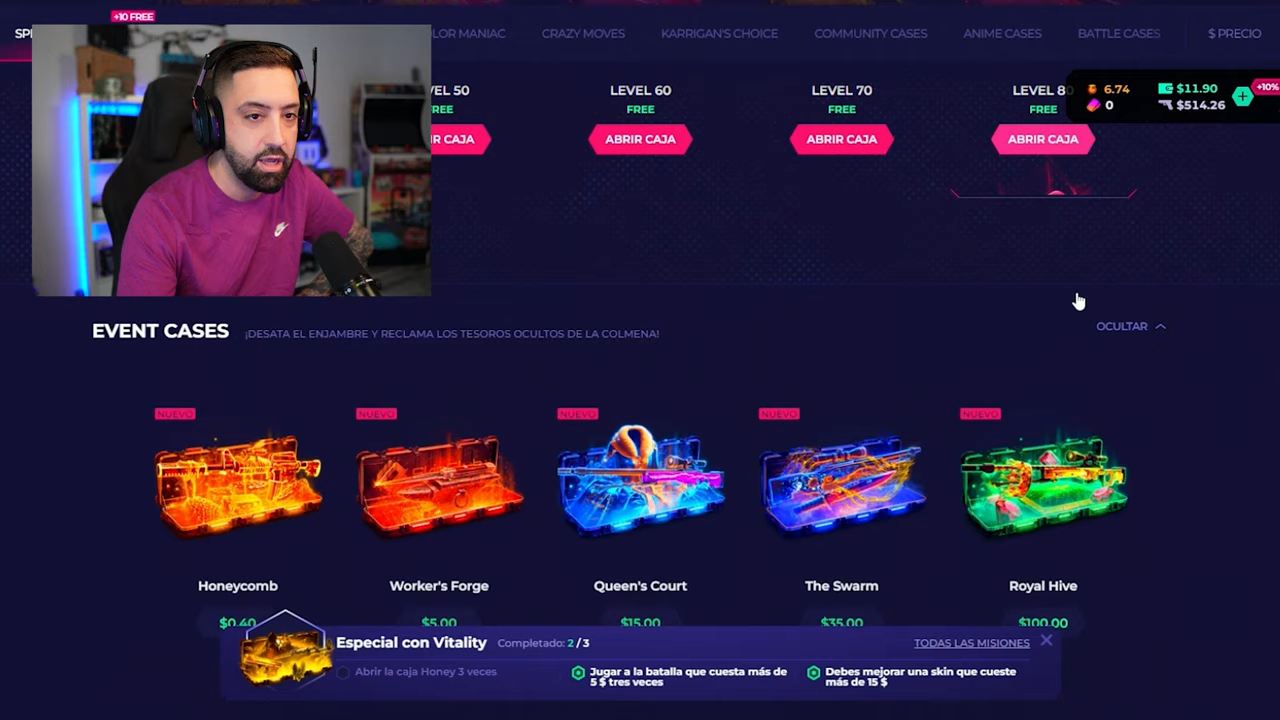 +10 FREE
SPE
LOR MANIAC
CRAZY MOVES
KARRIGAN'S CHOICE
COMMUNITY CASES
ANIME CASES
BATTLE CASES
$ PRECIO
VEL 50
LEVEL 60
LEVEL 70
LEVEL 80
6.74
$11.90
+10%
0
$514.26
REE
FREE
FREE
FREE
IR CAJA
ABRIR CAJA
ABRIR CAJA
ABRIR CAJA
EVENT CASES
¡DESATA EL ENJAMBRE Y RECLAMA LOS TESOROS OCULTOS DE LA COLMENA!
OCULTAR
NUEVO
NUEVO
NUEVO
NUEVO
NUEVO
Honeycomb
Worker's Forge
Queen's Court
The Swarm
Royal Hive
$0.40
$5.00
$15.00
$35.00
$100.00
Especial con Vitality
Completado: 2 / 3
TODAS LAS MISIONES
Abrir la caja Honey 3 veces
Jugar a la batalla que cuesta más de
5 $ tres veces
Debes mejorar una skin que cueste
más de 15 $